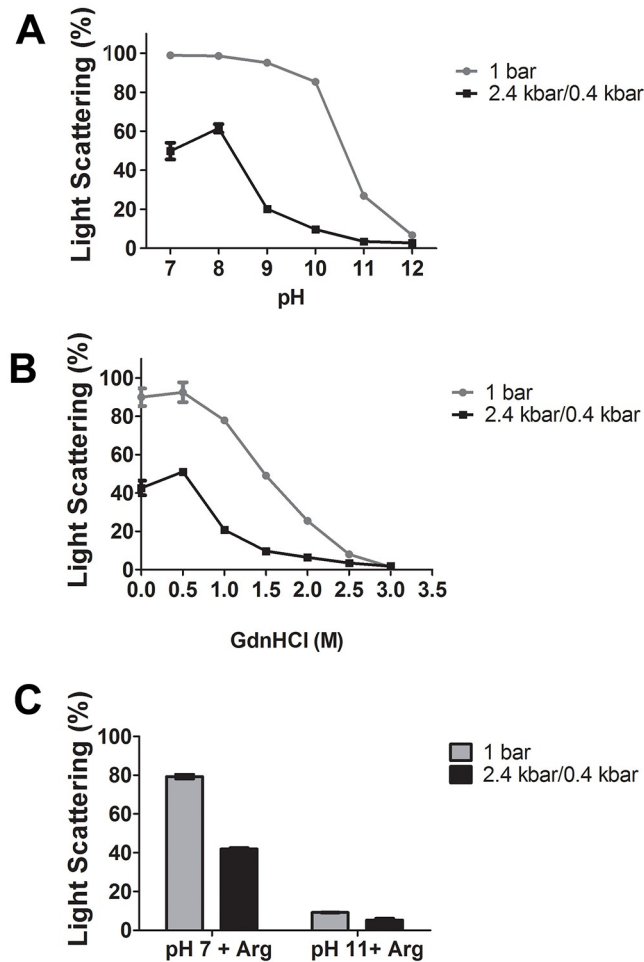 A
Light Scattering (%)
100
80
60
40
20
0
7 8 9 10 11 12
pH
1 bar
2.4 kbar/0.4 kbar
B
Light Scattering (%)
100
80
60
40
20
0
0.0 0.5 1.0 1.5 2.0 2.5 3.0 3.5
GdnHCl (M)
1 bar
2.4 kbar/0.4 kbar
C
Light Scattering (%)
100
80
60
40
20
0
pH 7 + Arg pH 11+ Arg
1 bar
2.4 kbar/0.4 kbar